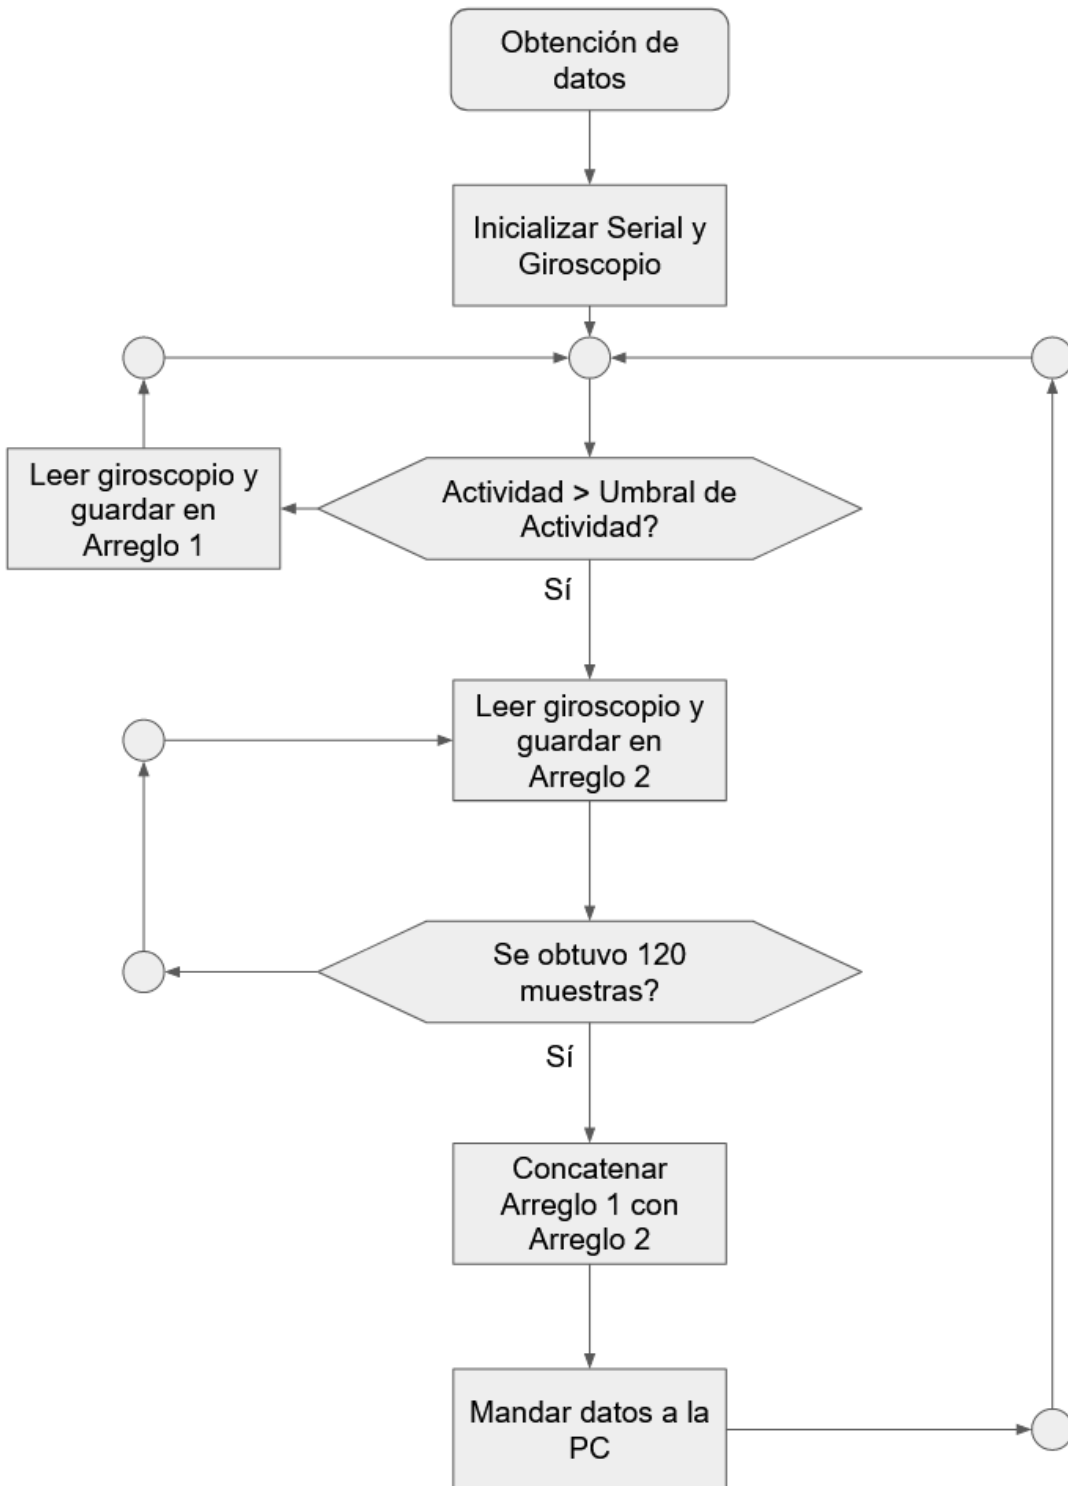 Obtención de
datos
Inicializar Serial y
Giroscopio
Leer giroscopio y
guardar en
Arreglo 1
Actividad > Umbral de
Actividad?
Sí
Leer giroscopio y
guardar en
Arreglo 2
Se obtuvo 120
muestras?
Sí
Concatenar
Arreglo 1 con
Arreglo 2
Mandar datos a la
PC